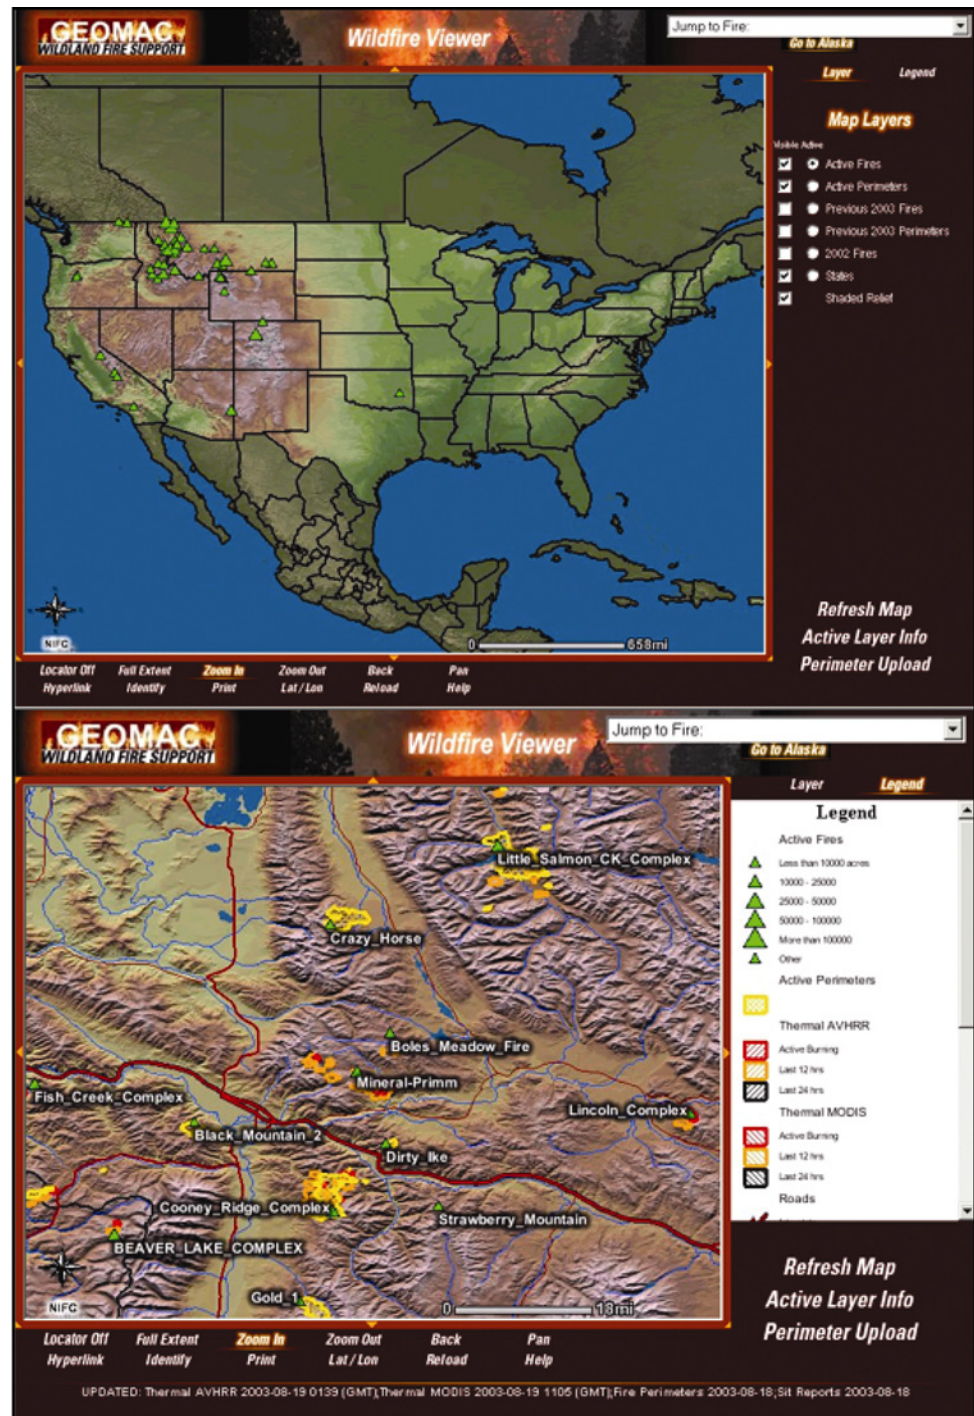 GEOMAC
WILDLAND FIRE SUPPORT
Wildfire Viewer
Jump to Fire:
Go to Alaska
Layer Legend
Map Layers
Visible Active
Active Fires
Active Perimeters
Previous 2003 Fires
Previous 2003 Perimeters
2002 Fires
States
Shaded Relief
NIFC
0 658mi
Refresh Map
Active Layer Info
Perimeter Upload
Locator Off Full Extent Zoom In Zoom Out Back Pan
Hyperlink Identify Print Lat / Lon Reload Help
GEOMAC
WILDLAND FIRE SUPPORT
Wildfire Viewer
Jump to Fire:
Go to Alaska
Layer Legend
Little_Salmon_CK_Complex
Crazy_Horse
Boles_Meadow_Fire
Mineral-Primm
Fish_Creek_Complex
Lincoln_Complex
Black_Mountain_2
Dirty_Ike
Cooney_Ridge_Complex
Strawberry_Mountain
BEAVER_LAKE_COMPLEX
Gold_1
NIFC
0 18mi
Legend
Active Fires
Less than 10000 acres
10000 - 25000
25000 - 50000
50000 - 100000
More than 100000
Other
Active Perimeters
Thermal AVHRR
Active Burning
Last 12 hrs
Last 24 hrs
Thermal MODIS
Active Burning
Last 12 hrs
Last 24 hrs
Roads
Refresh Map
Active Layer Info
Perimeter Upload
Locator Off Full Extent Zoom In Zoom Out Back Pan
Hyperlink Identify Print Lat / Lon Reload Help
UPDATED: Thermal AVHRR 2003-08-19 0139 (GMT);Thermal MODIS 2003-08-19 1105 (GMT);Fire Perimeters 2003-08-18;Sit Reports 2003-08-18